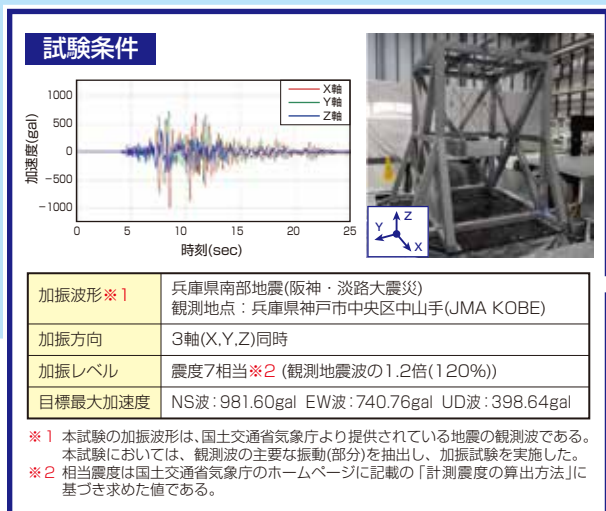 試験条件
X軸
Y軸
Z軸
加速度(gal)
1000
500
0
-500
-1000
0 5 10 15 20 25
時刻(sec)
Z
Y
X
加振波形※1
兵庫県南部地震(阪神・淡路大震災)
観測地点：兵庫県神戸市中央区中山手(JMA KOBE)
加振方向
3軸(X,Y,Z)同時
加振レベル
震度7相当※2 (観測地震波の1.2倍(120%))
目標最大加速度
NS波：981.60gal EW波：740.76gal UD波：398.64gal
※1 本試験の加振波形は、国土交通省気象庁より提供されている地震の観測波である。
本試験においては、観測波の主要な振動(部分)を抽出し、加振試験を実施した。
※2 相当震度は国土交通省気象庁のホームページに記載の「計測震度の算出方法」に
基づき求めた値である。